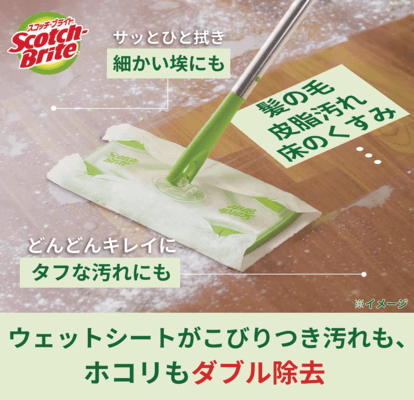 スコッチ・ブライト
Scotch-
Brite
サッとひと拭き
細かい埃にも
髪の毛
皮脂汚れ
床のくすみ
...
Scotch-
Brite
Scotch-
Brite
どんどんキレイに
タフな汚れにも
※イメージ
ウェットシートがこびりつき汚れも、
ホコリもダブル除去